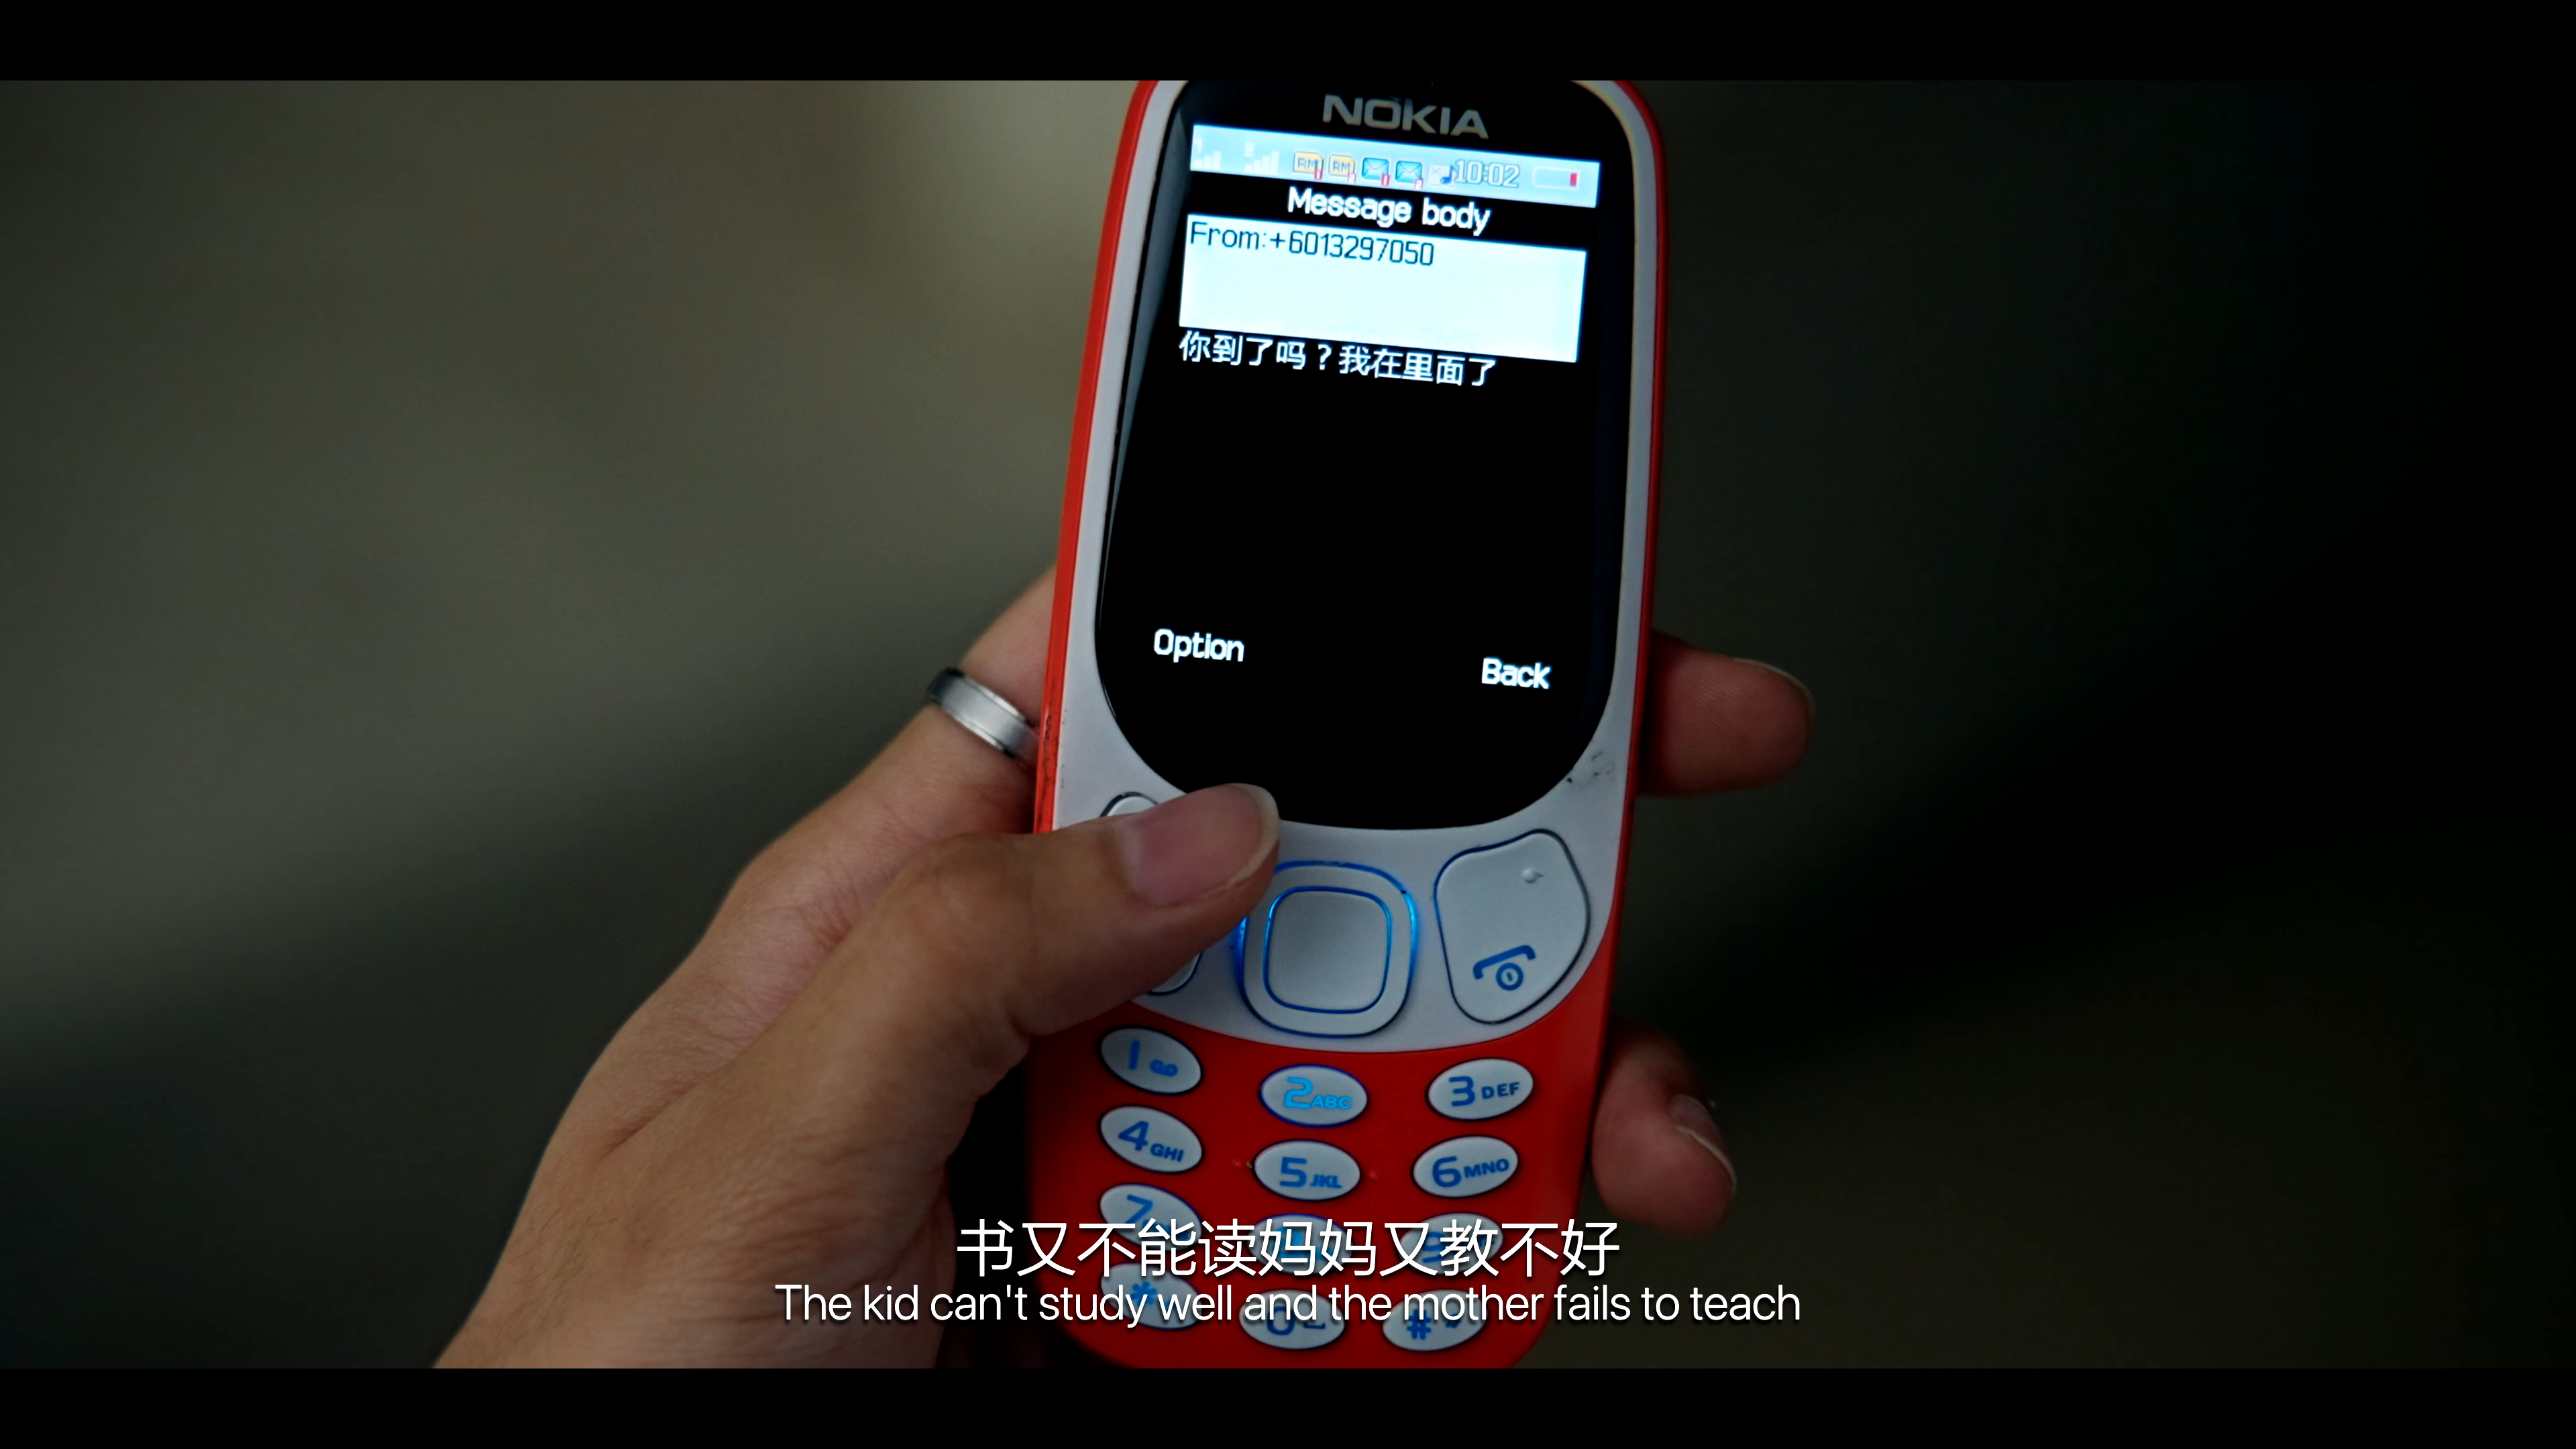 NOKIA
10:02
Message body
From:+6013297050
你到了吗？我在里面了
Option
Back
1
2ABC
3DEF
4GHI
5JKL
6MNO
7
书又不能读妈妈又教不好
The kid can't study well and the mother fails to teach
*
0
#